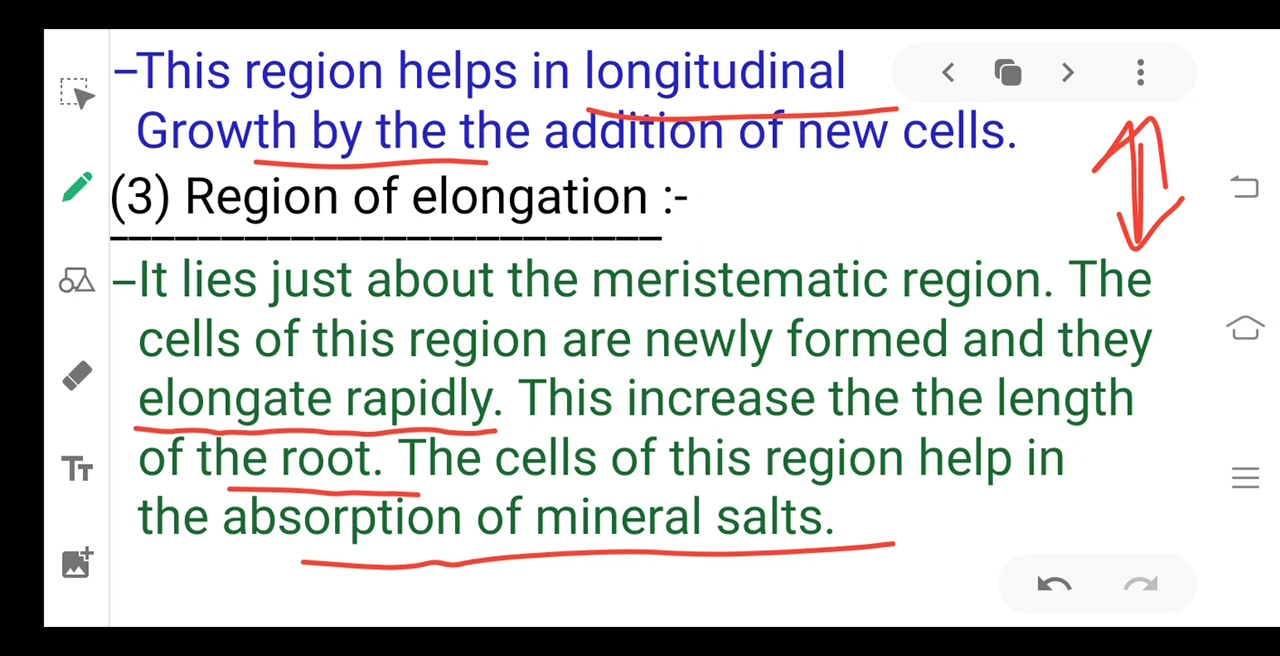 –This region helps in longitudinal
Growth by the the addition of new cells.
(3) Region of elongation :-
–It lies just about the meristematic region. The
cells of this region are newly formed and they
elongate rapidly. This increase the the length
of the root. The cells of this region help in
the absorption of mineral salts.
TT